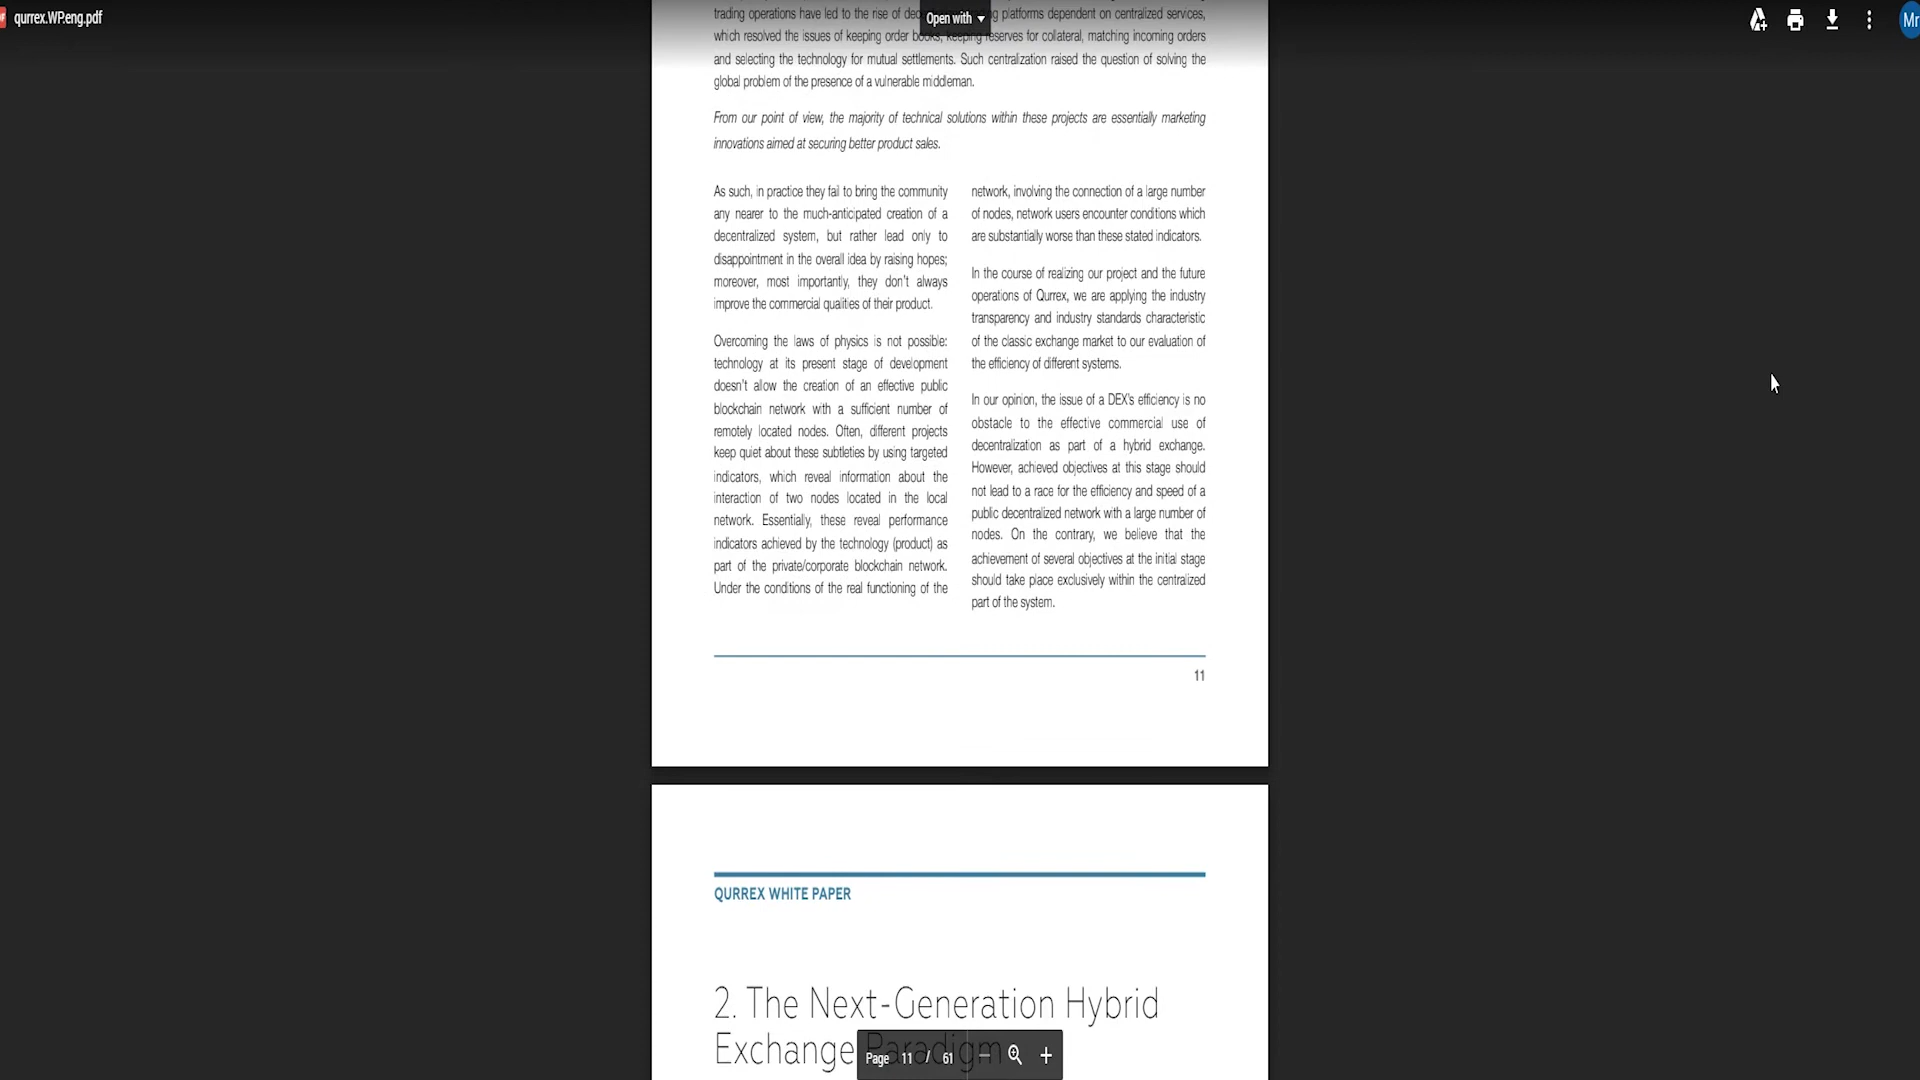 qurrex.WP.eng.pdf
Open with
Mr
trading operations have led to the rise of platforms dependent on centralized services,
which resolved the issues of keeping order books, keeping reserves for collateral, matching incoming orders
and selecting the technology for mutual settlements. Such centralization raised the question of solving the
global problem of the presence of a vulnerable middleman.
From our point of view, the majority of technical solutions within these projects are essentially marketing
innovations aimed at securing better product sales.
As such, in practice they fail to bring the community
any nearer to the much-anticipated creation of a
decentralized system, but rather lead only to
disappointment in the overall idea by raising hopes;
moreover, most importantly, they don't always
improve the commercial qualities of their product.
Overcoming the laws of physics is not possible:
technology at its present stage of development
doesn't allow the creation of an effective public
blockchain network with a sufficient number of
remotely located nodes. Often, different projects
keep quiet about these subtleties by using targeted
indicators, which reveal information about the
interaction of two nodes located in the local
network. Essentially, these reveal performance
indicators achieved by the technology (product) as
part of the private/corporate blockchain network.
Under the conditions of the real functioning of the
network, involving the connection of a large number
of nodes, network users encounter conditions which
are substantially worse than these stated indicators.
In the course of realizing our project and the future
operations of Qurrex, we are applying the industry
transparency and industry standards characteristic
of the classic exchange market to our evaluation of
the efficiency of different systems.
In our opinion, the issue of a DEX's efficiency is no
obstacle to the effective commercial use of
decentralization as part of a hybrid exchange.
However, achieved objectives at this stage should
not lead to a race for the efficiency and speed of a
public decentralized network with a large number of
nodes. On the contrary, we believe that the
achievement of several objectives at the initial stage
should take place exclusively within the centralized
part of the system.
11
QURREX WHITE PAPER
2. The Next-Generation Hybrid
Exchange Paradigm
Page 11 / 61